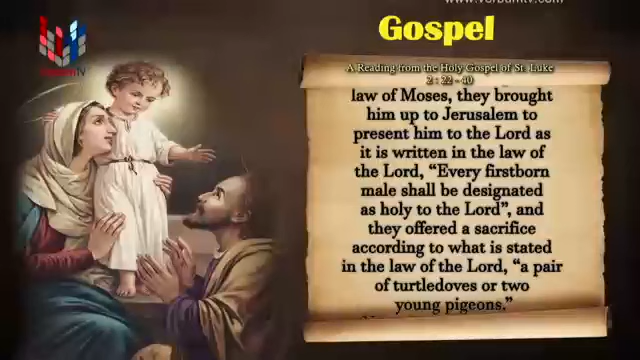 www.verbumtv.com
Gospel
A Reading from the Holy Gospel of St. Luke
2 : 22 - 40
law of Moses, they brought
him up to Jerusalem to
present him to the Lord as
it is written in the law of
the Lord, “Every firstborn
male shall be designated
as holy to the Lord”, and
they offered a sacrifice
according to what is stated
in the law of the Lord, “a pair
of turtledoves or two
young pigeons.”